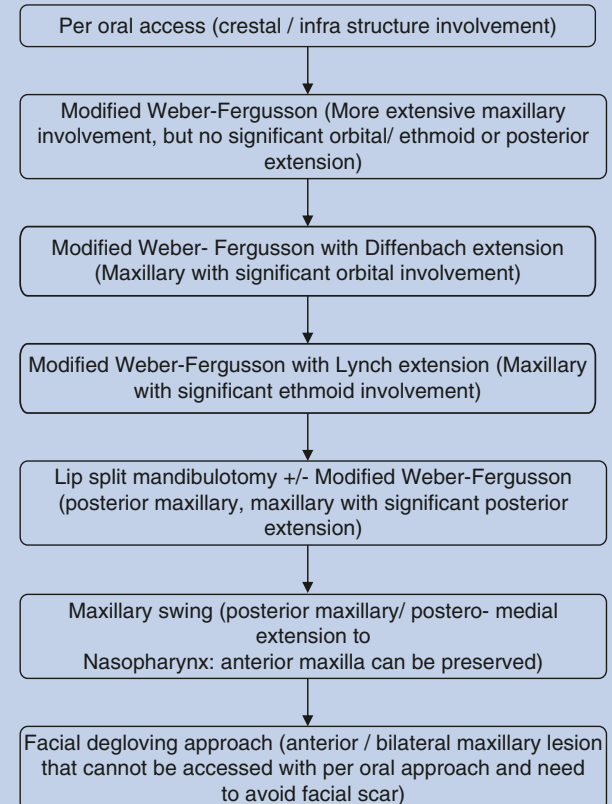 Per oral access (crestal / infra structure involvement)
Modified Weber-Fergusson (More extensive maxillary
involvement, but no significant orbital/ ethmoid or posterior
extension)
Modified Weber- Fergusson with Diffenbach extension
(Maxillary with significant orbital involvement)
Modified Weber-Fergusson with Lynch extension (Maxillary
with significant ethmoid involvement)
Lip split mandibulotomy +/- Modified Weber-Fergusson
(posterior maxillary, maxillary with significant posterior
extension)
Maxillary swing (posterior maxillary/ postero- medial
extension to
Nasopharynx: anterior maxilla can be preserved)
Facial degloving approach (anterior / bilateral maxillary lesion
that cannot be accessed with per oral approach and need
to avoid facial scar)